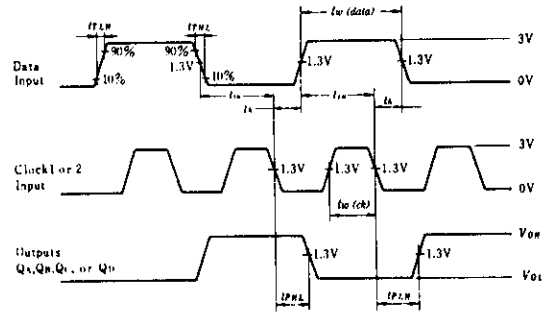 tPLH
tPHL
tw (data)
90%
90%
3V
Data
Input
1.3V
1.3V
1.3V
10%
10%
0V
tsu
th
tsu
th
Clock1 or 2
Input
3V
1.3V
1.3V
1.3V
0V
tw (ck)
Outputs
QA, QB, QC, or QD
VOH
1.3V
1.3V
VOL
tPHL
tPLH